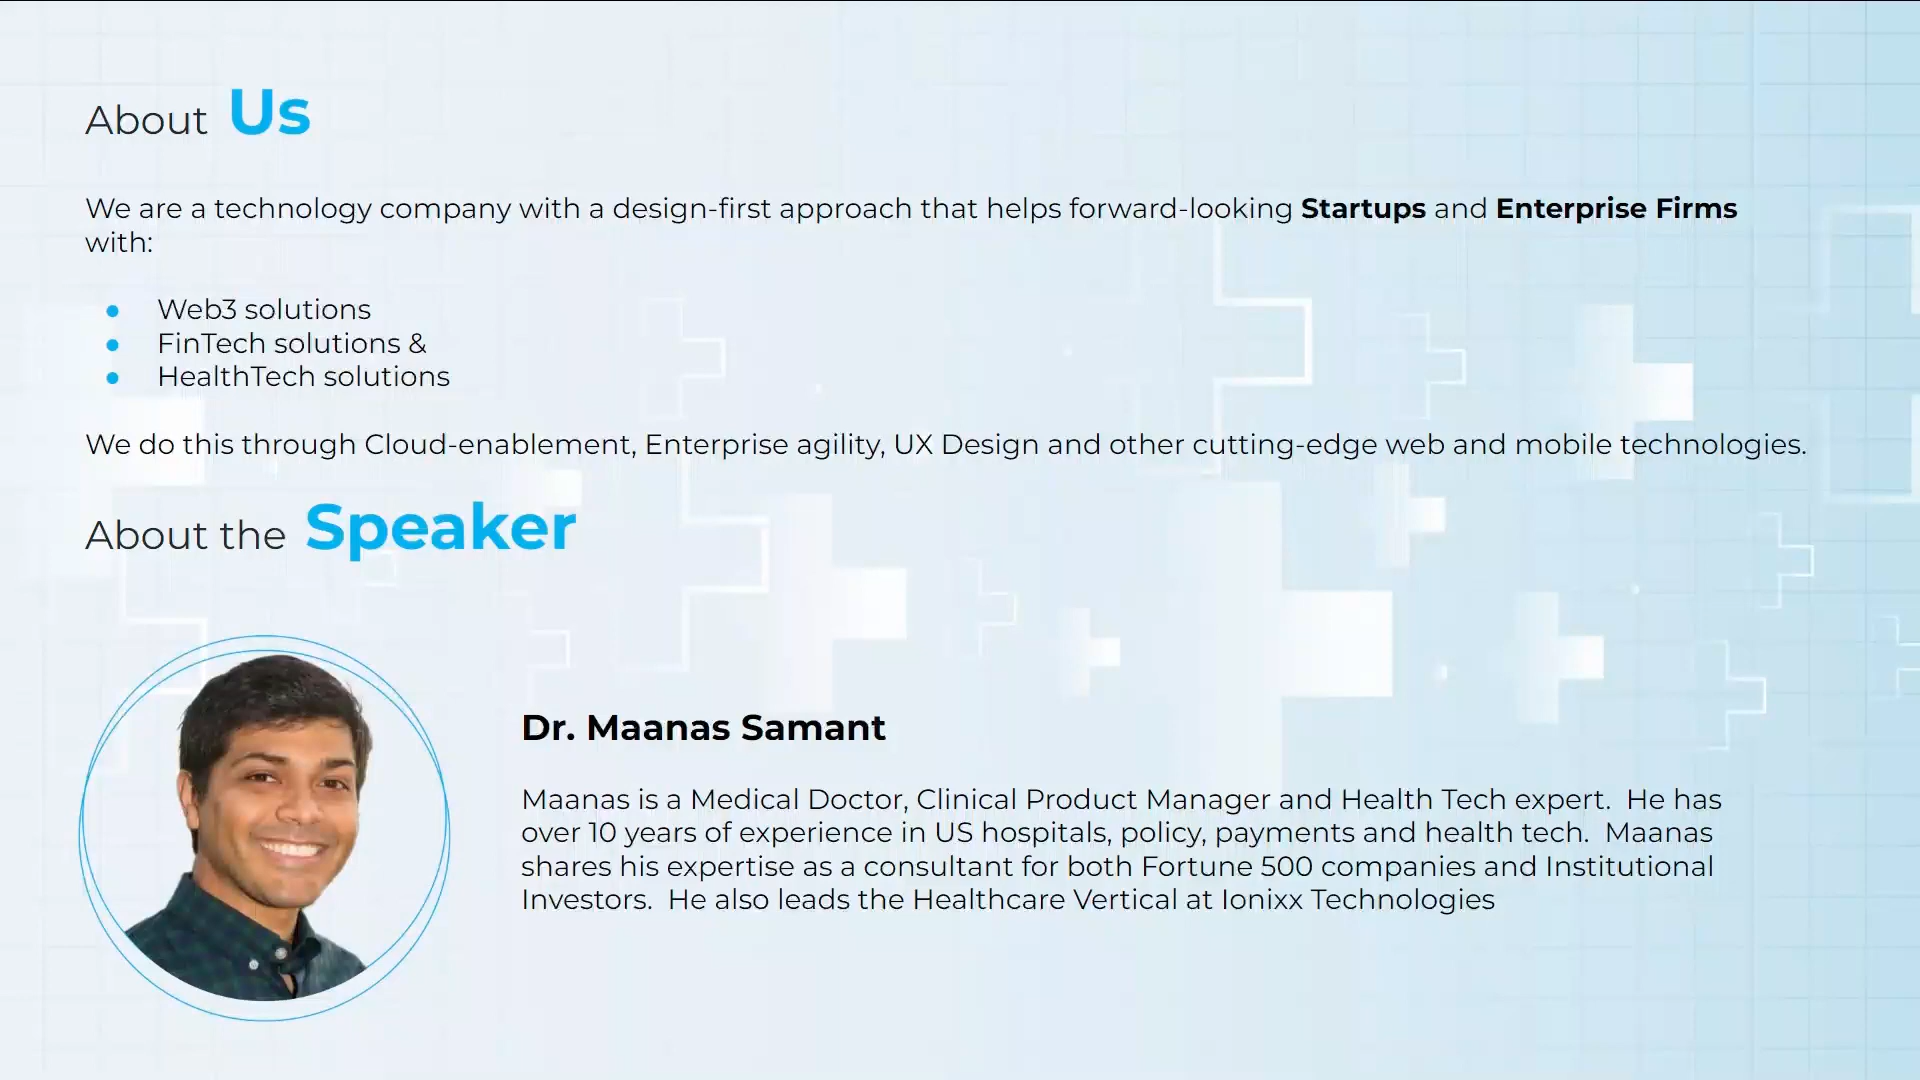 About Us
We are a technology company with a design-first approach that helps forward-looking Startups and Enterprise Firms
with:
● Web3 solutions
● FinTech solutions &
● HealthTech solutions
We do this through Cloud-enablement, Enterprise agility, UX Design and other cutting-edge web and mobile technologies.
About the Speaker
Dr. Maanas Samant
Maanas is a Medical Doctor, Clinical Product Manager and Health Tech expert.  He has
over 10 years of experience in US hospitals, policy, payments and health tech.  Maanas
shares his expertise as a consultant for both Fortune 500 companies and Institutional
Investors.  He also leads the Healthcare Vertical at Ionixx Technologies